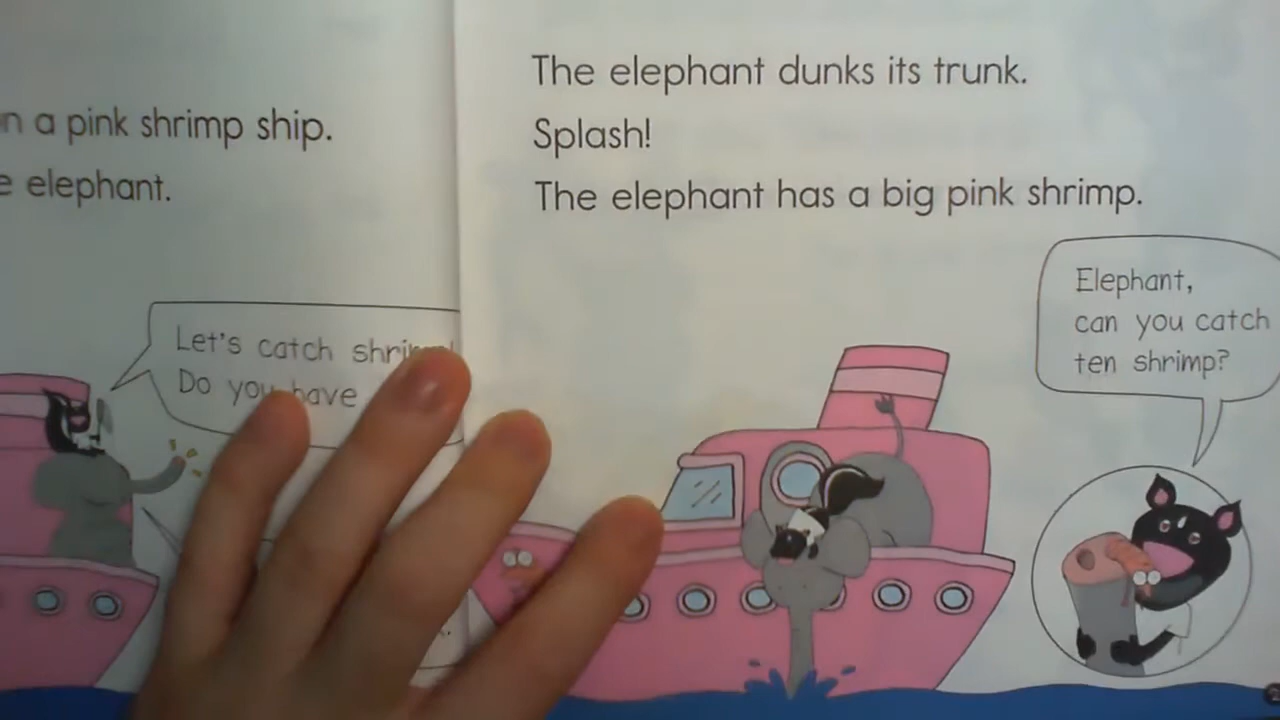 a pink shrimp ship.
elephant.
Let's catch
Do you have
The elephant dunks its trunk.
Splash!
The elephant has a big pink shrimp.
Elephant,
can you catch
ten shrimp?